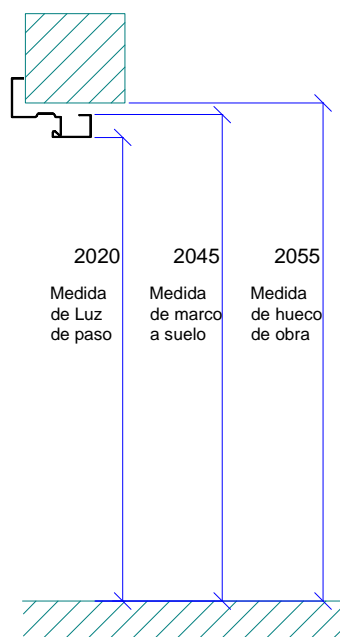 2020
Medida
de Luz
de paso
2045
Medida
de marco
a suelo
2055
Medida
de hueco
de obra